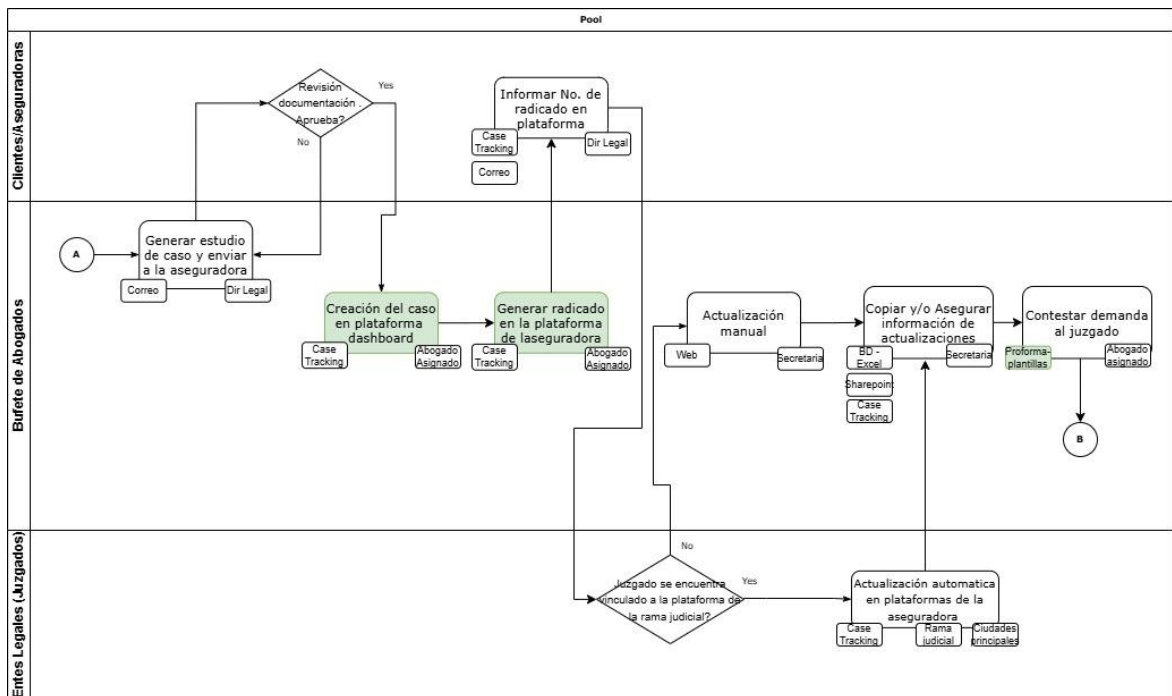 Pool
Clientes/Aseguradoras
Revisión
documentación .
Aprueba?
Yes
No
Informar No. de
radicado en
plataforma
Case
Tracking
Dir Legal
Correo
Bufete de Abogados
A
Generar estudio
de caso y enviar
a la aseguradora
Correo
Dir Legal
Creación del caso
en plataforma
dashboard
Case
Tracking
Abogado
Asignado
Generar radicado
en la plataforma
de laseguradora
Case
Tracking
Abogado
Asignado
Actualización
manual
Web
Secretaria
Copiar y/o Asegurar
información de
actualizaciones
BD -
Excel
Secretaria
Sharepoint
Case
Tracking
Contestar demanda
al juzgado
Proforma-
plantillas
Abogado
asignado
B
Entes Legales (Juzgados)
No
Juzgado se encuentra
vinculado a la plataforma de
la rama judicial?
Yes
Actualización automatica
en plataformas de la
aseguradora
Case
Tracking
Rama
judicial
Ciudades
principales